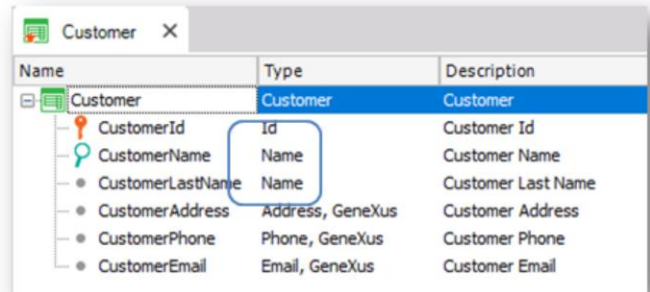 Customer
Name Type Description
Customer Customer Customer
CustomerId Id Customer Id
CustomerName Name Customer Name
CustomerLastName Name Customer Last Name
CustomerAddress Address, GeneXus Customer Address
CustomerPhone Phone, GeneXus Customer Phone
CustomerEmail Email, GeneXus Customer Email